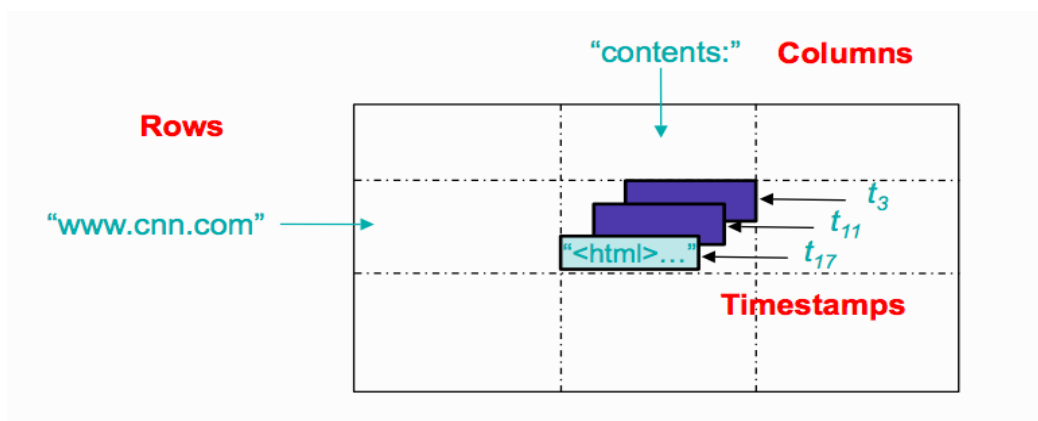 “contents:” Columns
Rows
“www.cnn.com”
t3
t11
“<html>...”
t17
Timestamps